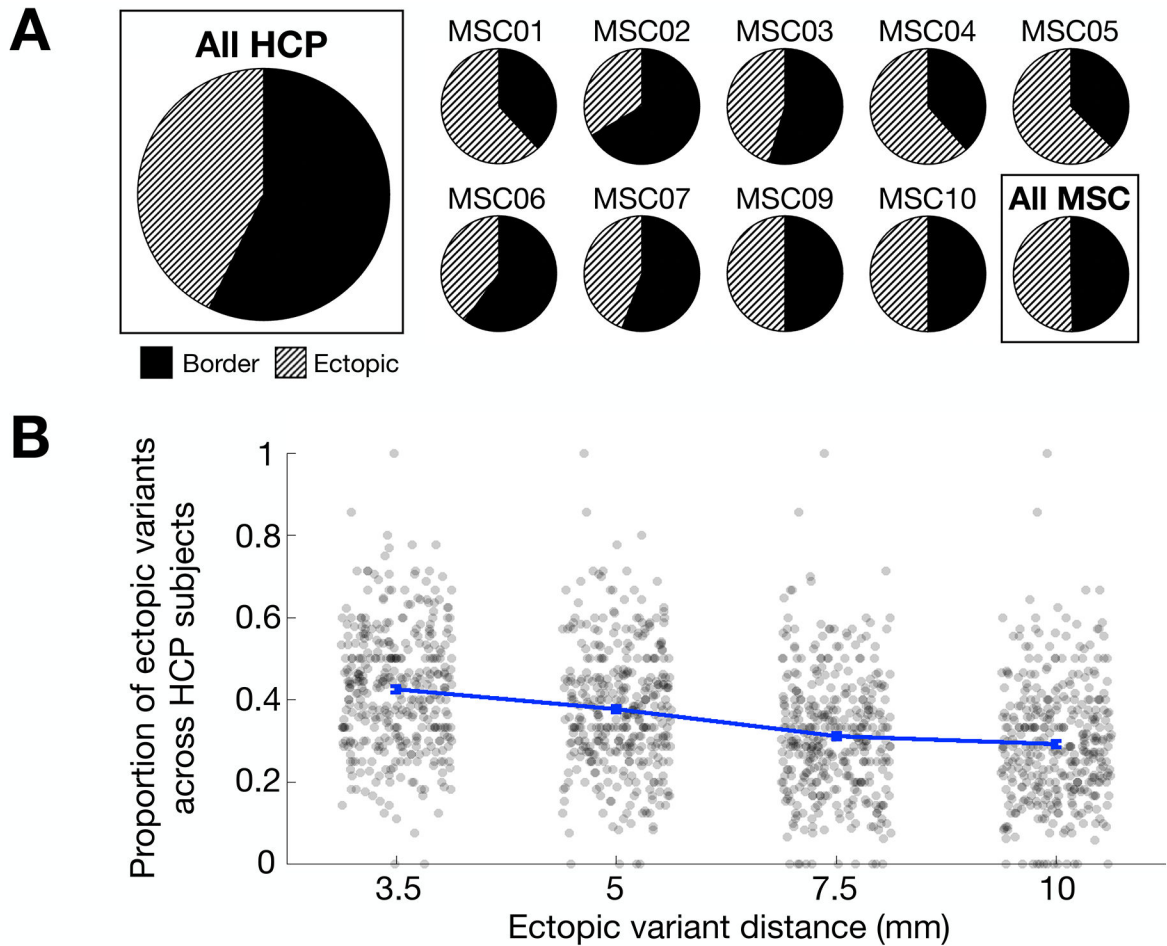 A
All HCP
MSC01 MSC02 MSC03 MSC04 MSC05
MSC06 MSC07 MSC09 MSC10 All MSC
Border Ectopic
B
Proportion of ectopic variants
across HCP subjects
1
0.8
0.6
0.4
0.2
0
3.5 5 7.5 10
Ectopic variant distance (mm)